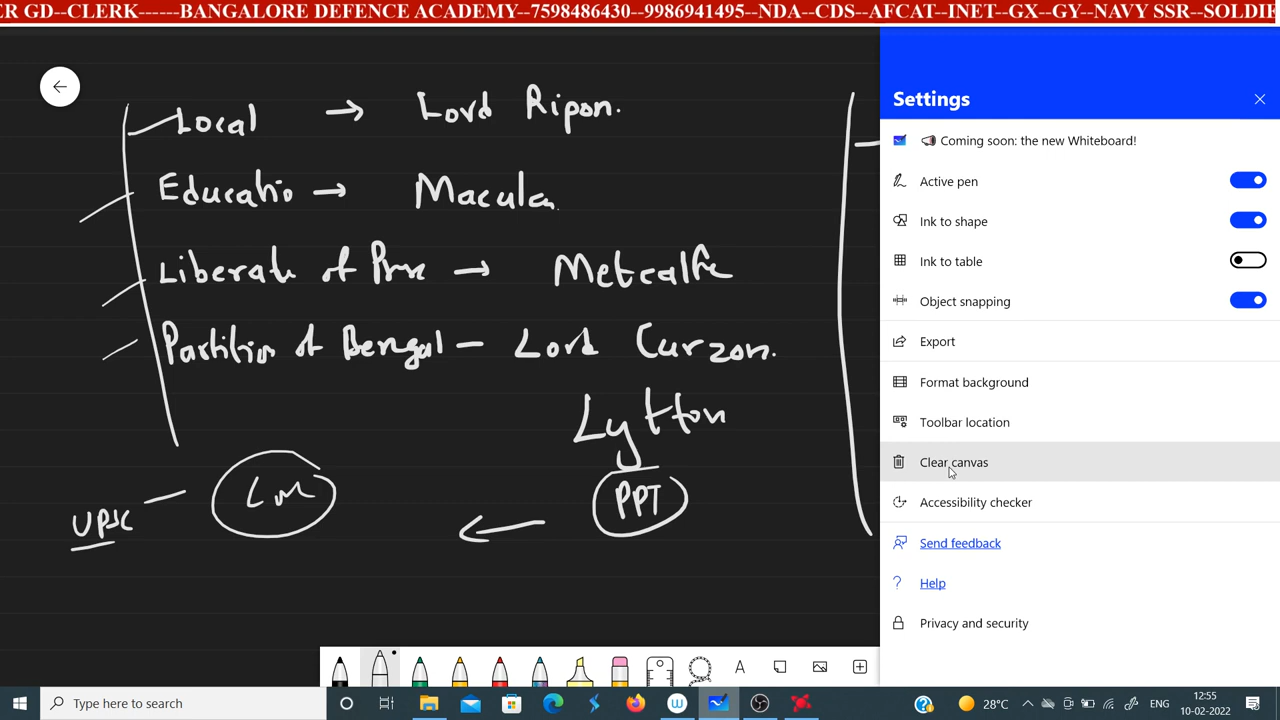 ER GD--CLERK------BANGALORE DEFENCE ACADEMY--7598486430--9986941495--NDA--CDS--AFCAT--INET--GX--GY--NAVY SSR--SOLDIE
Local → Lord Ripon.
Educatio → Macula
Liberate of Press → Metcalfe
Partition of Bengal – Lord Curzon.
Lytton
UPSC – LM ← PPT
Settings
Coming soon: the new Whiteboard!
Active pen
Ink to shape
Ink to table
Object snapping
Export
Format background
Toolbar location
Clear canvas
Accessibility checker
Send feedback
Help
Privacy and security
A
Type here to search
28°C
ENG
12:55
10-02-2022